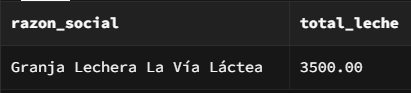 razon_social total_leche
Granja Lechera La Vía Láctea 3500.00